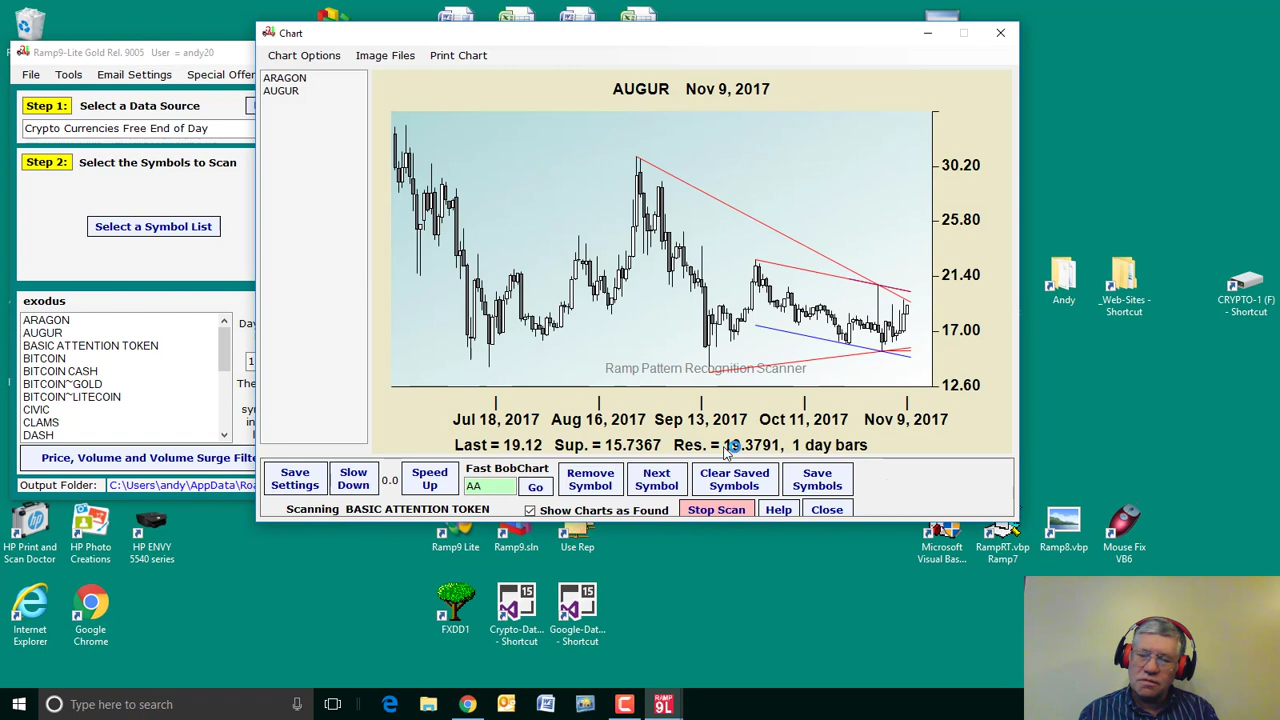 Chart
Chart Options Image Files Print Chart
Ramp9-Lite Gold Rel. 9005 User = andy20
File Tools Email Settings Special Offer
Step 1: Select a Data Source
Crypto Currencies Free End of Day
Step 2: Select the Symbols to Scan
Select a Symbol List
exodus
ARAGON
AUGUR
BASIC ATTENTION TOKEN
BITCOIN
BITCOIN.CASH
BITCOIN~GOLD
BITCOIN~LITECOIN
CIVIC
CLAMS
DASH
Price, Volume and Volume Surge Filte
Output Folder: C:\Users\andy\AppData\Roa
ARAGON
AUGUR
AUGUR Nov 9, 2017
30.20
25.80
21.40
17.00
12.60
Ramp Pattern Recognition Scanner
Jul 18, 2017 Aug 16, 2017 Sep 13, 2017 Oct 11, 2017 Nov 9, 2017
Last = 19.12 Sup. = 15.7367 Res. = 19.3791, 1 day bars
Save Settings
Slow Down
0.0
Speed Up
Fast BobChart
AA
Go
Remove Symbol
Next Symbol
Clear Saved Symbols
Save Symbols
Scanning BASIC ATTENTION TOKEN
Show Charts as Found
Stop Scan
Help
Close
Andy
_Web-Sites - Shortcut
CRYPTO-1 (F) - Shortcut
HP Print and Scan Doctor
HP Photo Creations
HP ENVY 5540 series
Ramp9 Lite
Ramp9.sln
Use Rep
Microsoft Visual Bas...
RampRT.vbp Ramp7
Ramp8.vbp
Mouse Fix VB6
Internet Explorer
Google Chrome
FXDD1
Crypto-Dat... - Shortcut
Google-Dat... - Shortcut
Type here to search
RAMP 9L